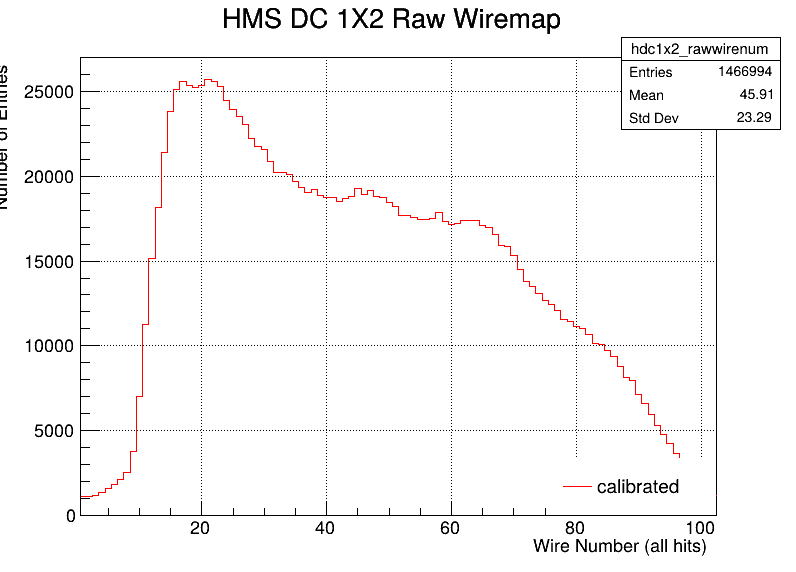 HMS DC 1X2 Raw Wiremap
hdc1x2_rawwirenum
Entries 1466994
Mean 45.91
Std Dev 23.29
Number of Entries
25000
20000
15000
10000
5000
0
20 40 60 80 100
Wire Number (all hits)
calibrated